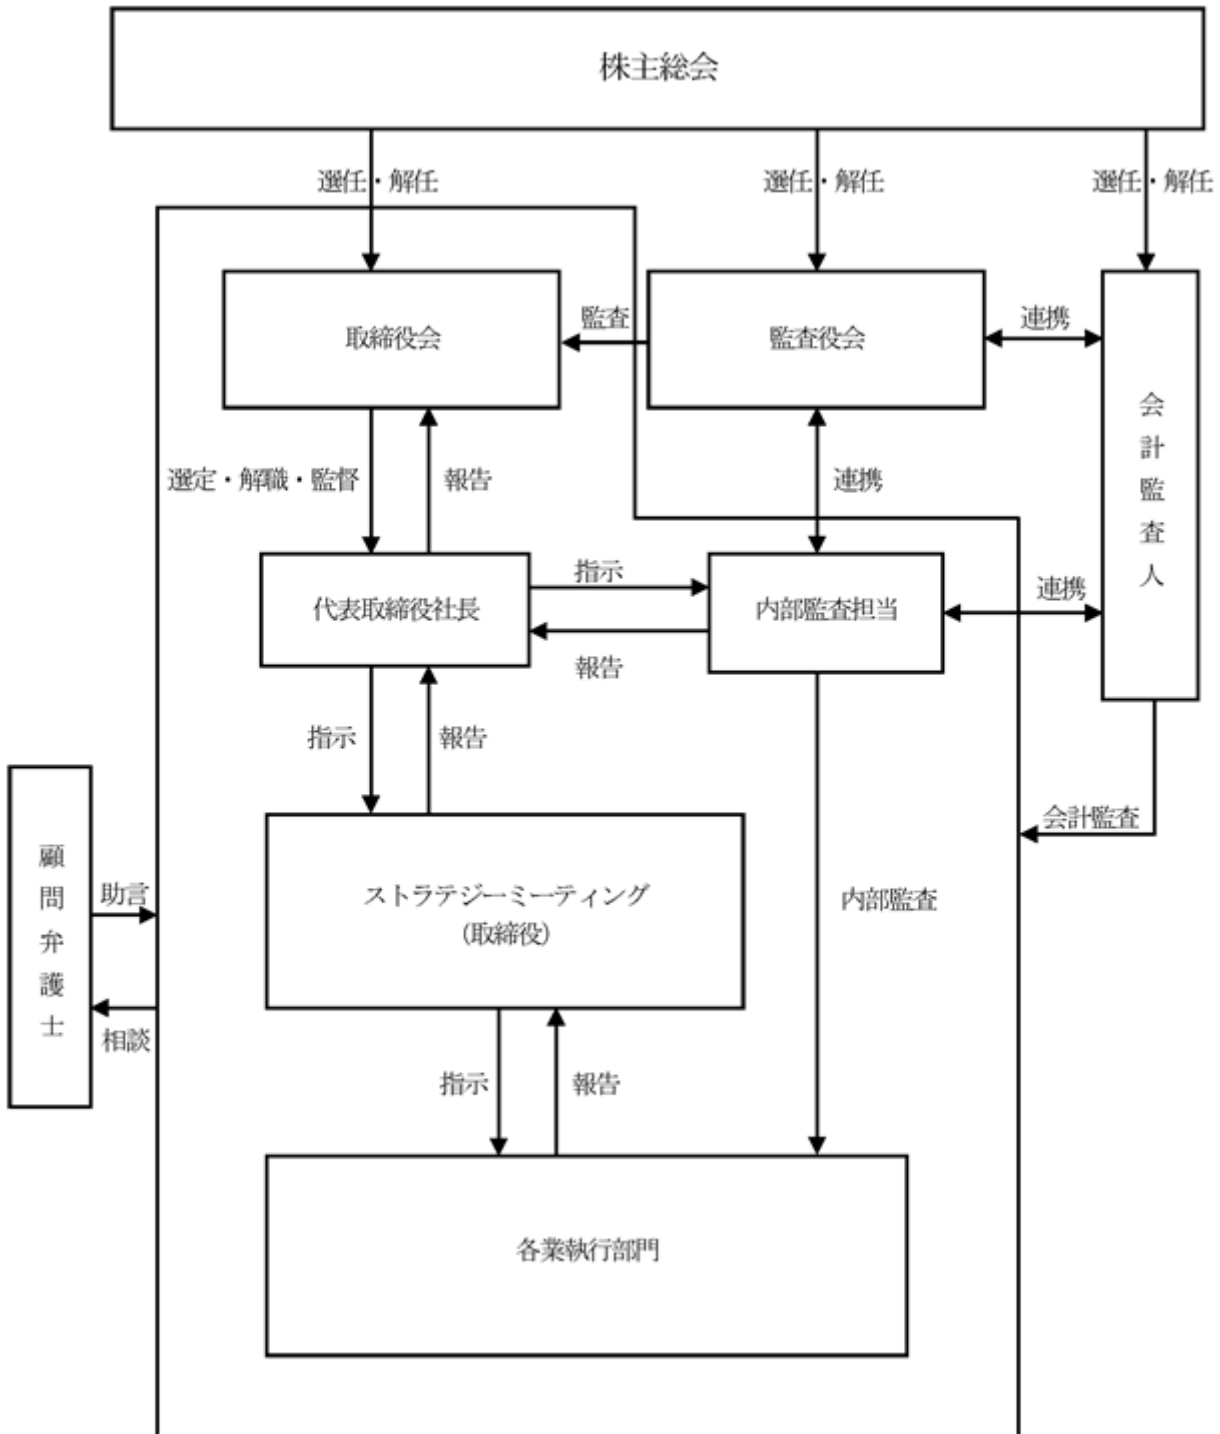 株主総会
選任・解任
選任・解任
選任・解任
取締役会
監査
監査役会
連携
会計監査人
選定・解職・監督
報告
連携
代表取締役社長
指示
報告
内部監査担当
連携
指示
報告
会計監査
顧問弁護士
助言
相談
ストラテジーミーティング
(取締役)
内部監査
指示
報告
各業執行部門